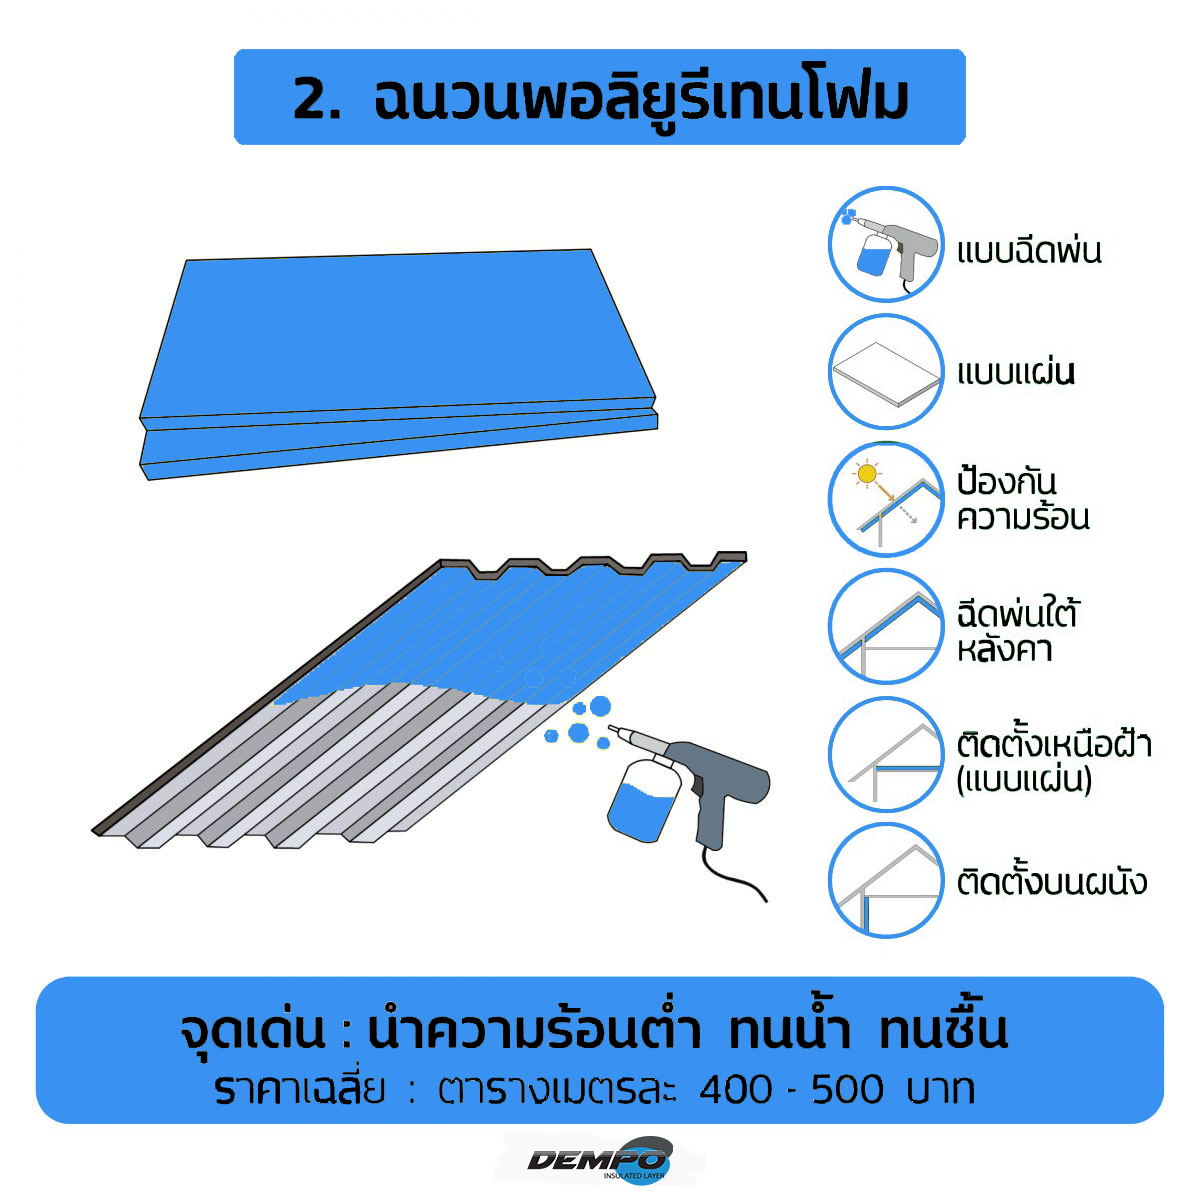 2. ฉนวนพอลิยูรีเทนโฟม
แบบฉีดพ่น
แบบแผ่น
ป้องกัน
ความร้อน
ฉีดพ่นใต้
หลังคา
ติดตั้งเหนือฝ้า
(แบบแผ่น)
ติดตั้งบนผนัง
จุดเด่น : นำความร้อนต่ำ ทนน้ำ ทนชื้น
ราคาเฉลี่ย : ตารางเมตรละ 400 - 500 บาท
DEMPO
INSULATED LAYER